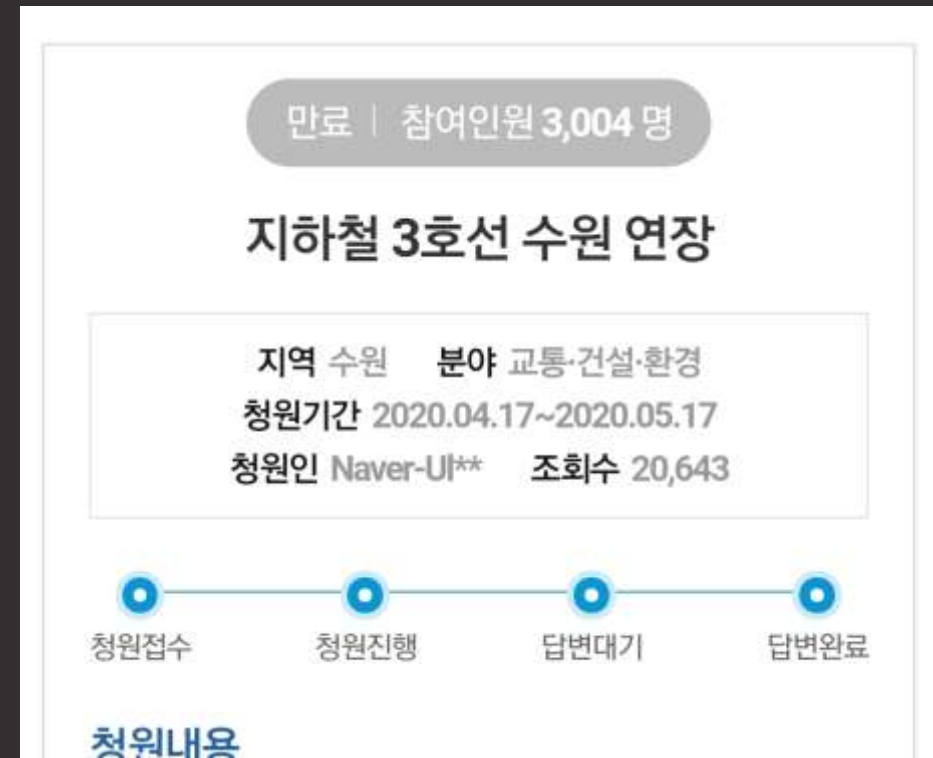 만료 | 참여인원 3,004 명
지하철 3호선 수원 연장
지역 수원 분야 교통·건설·환경
청원기간 2020.04.17~2020.05.17
청원인 Naver-Ul** 조회수 20,643
청원접수 청원진행 답변대기 답변완료
청원내용